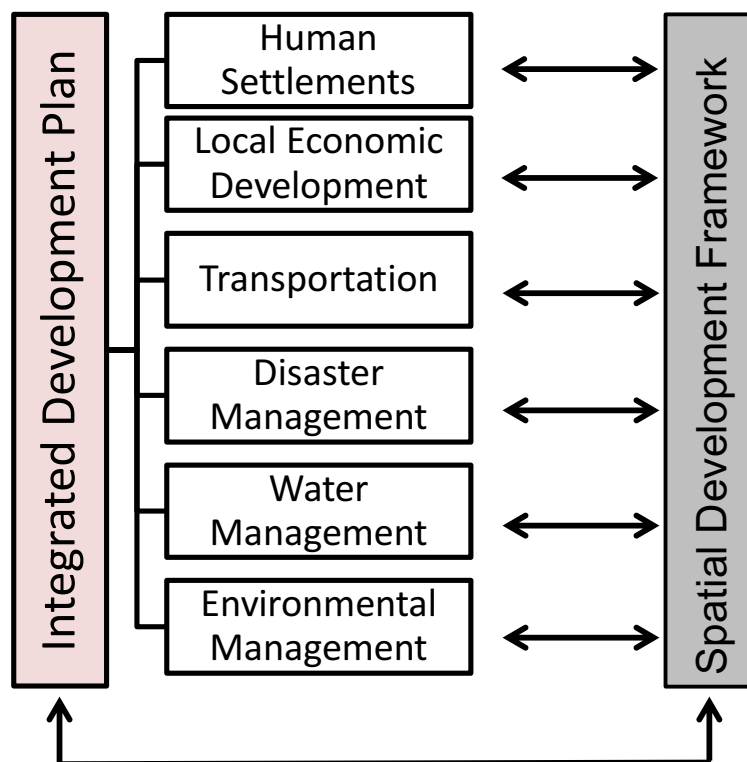 Integrated Development Plan
Human
Settlements
Local Economic
Development
Transportation
Disaster
Management
Water
Management
Environmental
Management
Spatial Development Framework